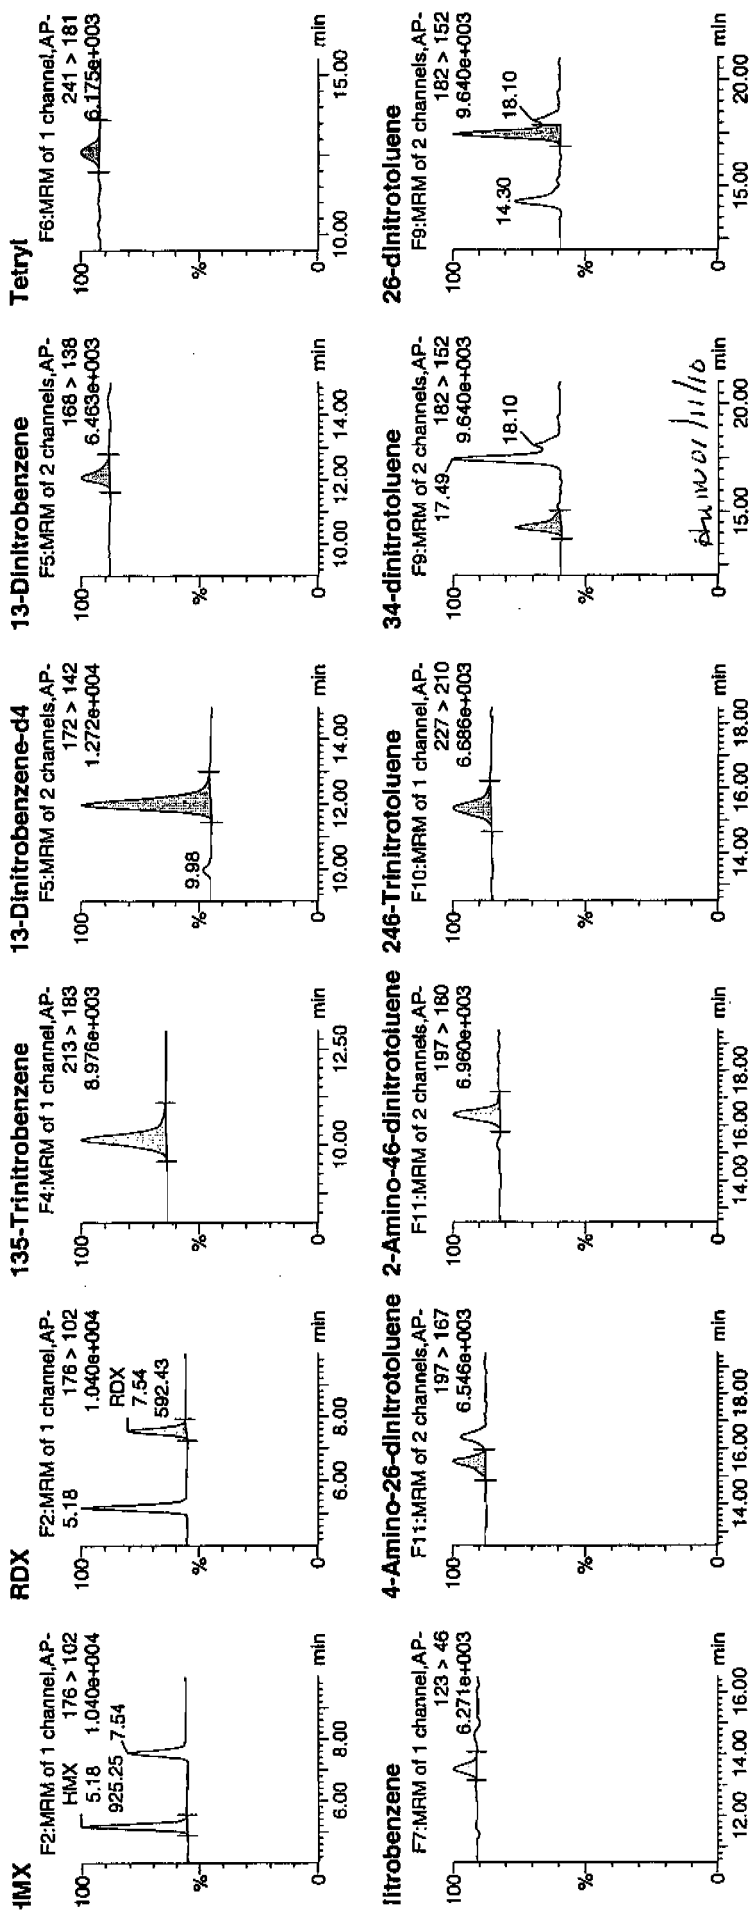 HMX
F2:MRM of 1 channel,AP-
176 > 102
1.040e+004
HMX
5.18
925.25
7.54
100
%
0
6.00
8.00
min
RDX
F2:MRM of 1 channel,AP-
176 > 102
1.040e+004
5.18
RDX
7.54
592.43
100
%
0
6.00
8.00
min
135-Trinitrobenzene
F4:MRM of 1 channel,AP-
213 > 183
8.976e+003
100
%
0
10.00
12.50
min
13-Dinitrobenzene-d4
F5:MRM of 2 channels,AP-
172 > 142
1.272e+004
9.98
100
%
0
10.00
12.00
14.00
min
13-Dinitrobenzene
F5:MRM of 2 channels,AP-
168 > 138
6.463e+003
100
%
0
10.00
12.00
14.00
min
Tetryl
F6:MRM of 1 channel,AP-
241 > 181
6.175e+003
100
%
0
10.00
15.00
min
litrobenzene
F7:MRM of 1 channel,AP-
123 > 46
6.271e+003
100
%
0
12.00
14.00
16.00
min
4-Amino-26-dinitrotoluene
F11:MRM of 2 channels,AP-
197 > 167
6.546e+003
100
%
0
14.00
16.00
18.00
min
2-Amino-46-dinitrotoluene
F11:MRM of 2 channels,AP-
197 > 180
6.960e+003
100
%
0
14.00
16.00
18.00
min
246-Trinitrotoluene
F10:MRM of 1 channel,AP-
227 > 210
6.686e+003
100
%
0
14.00
16.00
18.00
min
34-dinitrotoluene
F9:MRM of 2 channels,AP-
182 > 152
9.640e+003
17.49
18.10
100
%
0
15.00
20.00
min
01/11/10
26-dinitrotoluene
F9:MRM of 2 channels,AP-
182 > 152
9.640e+003
14.30
18.10
100
%
0
15.00
20.00
min